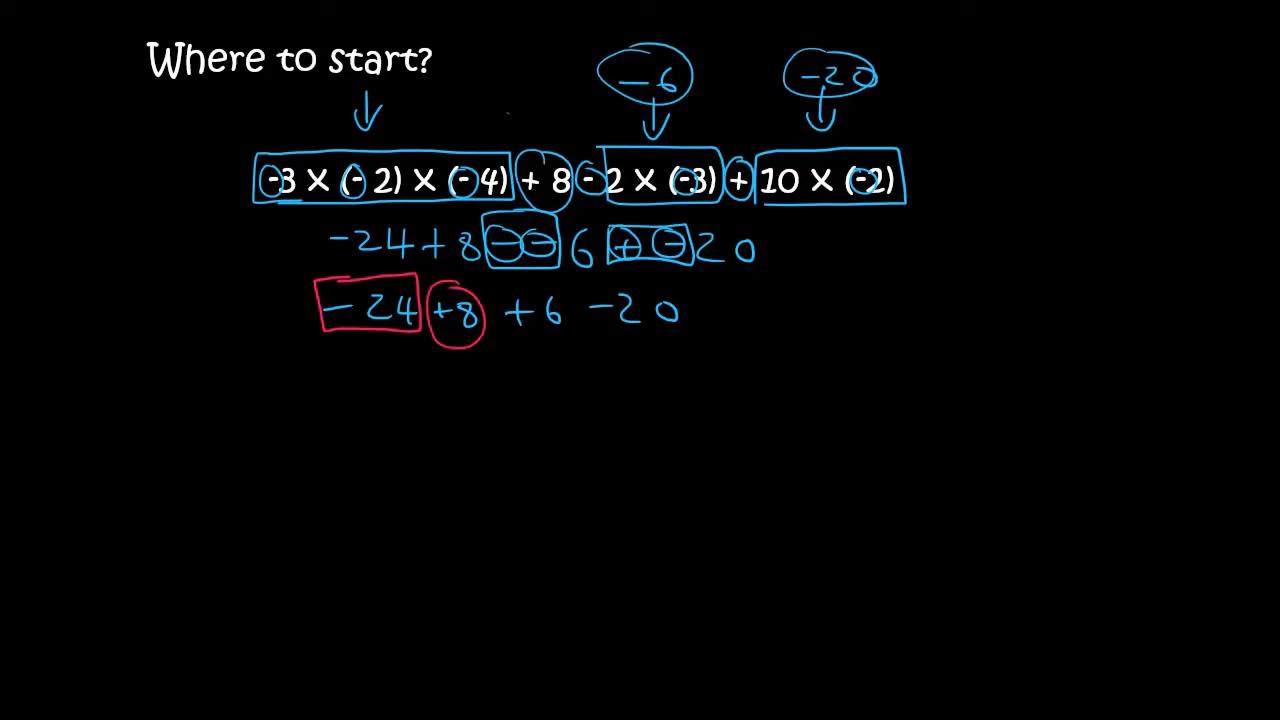 Where to start?
-6
-20
-3 × (- 2) × (- 4) + 8 - 2 × (-3) + 10 × (-2)
-24 + 8 - - 6 + - 20
- 24 + 8 + 6 - 20